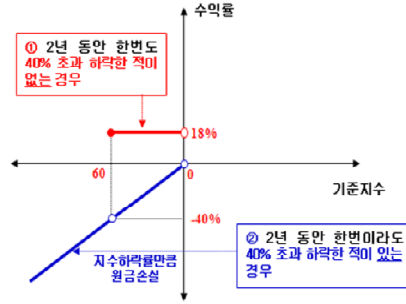 수익률
① 2년 동안 한번도
40% 초과 하락한 적이
없는 경우
18%
60
0
기준지수
-40%
지수하락률만큼
원금손실
② 2년 동안 한번이라도
40% 초과 하락한 적이 있는
경우